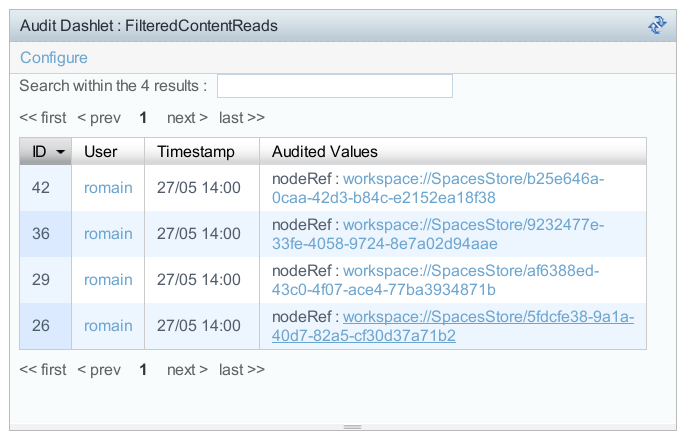 Audit Dashlet : FilteredContentReads
Configure
Search within the 4 results :
<< first < prev 1 next > last >>
ID User Timestamp Audited Values
42 romain 27/05 14:00 nodeRef : workspace://SpacesStore/b25e646a-
0caa-42d3-b84c-e2152ea18f38
36 romain 27/05 14:00 nodeRef : workspace://SpacesStore/9232477e-
33fe-4058-9724-8e7a02d94aae
29 romain 27/05 14:00 nodeRef : workspace://SpacesStore/af6388ed-
43c0-4f07-ace4-77ba3934871b
26 romain 27/05 14:00 nodeRef : workspace://SpacesStore/5fdcfe38-9a1a-
40d7-82a5-cf30d37a71b2
<< first < prev 1 next > last >>